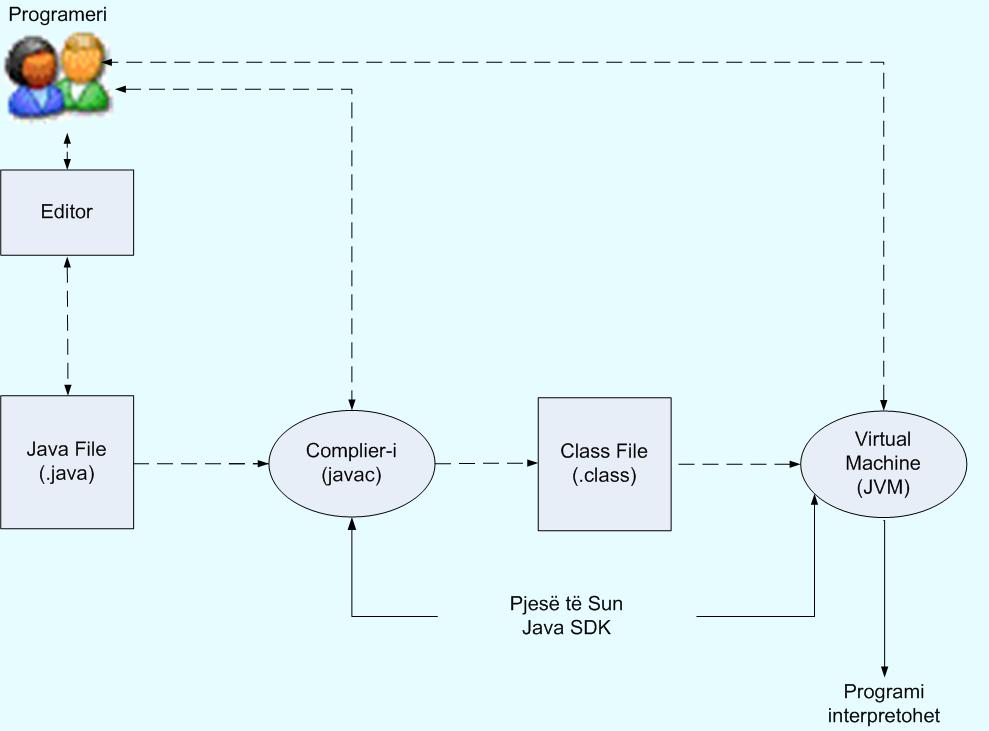 Programeri
Editor
Java File
(.java)
Complier-i
(javac)
Class File
(.class)
Virtual
Machine
(JVM)
Pjesë të Sun
Java SDK
Programi
interpretohet